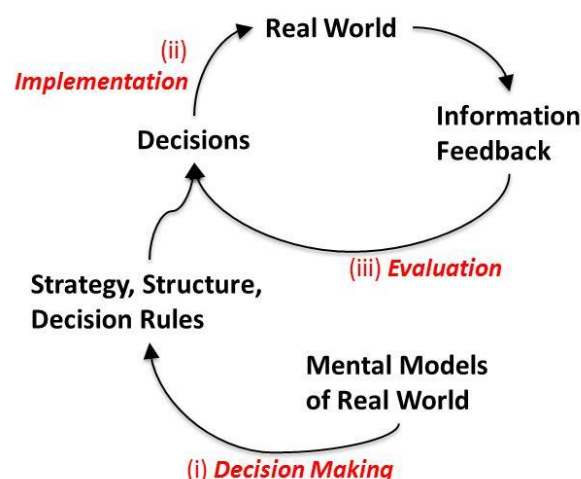 Real World
(ii)
Implementation
Information
Feedback
Decisions
(iii) Evaluation
Strategy, Structure,
Decision Rules
Mental Models
of Real World
(i) Decision Making